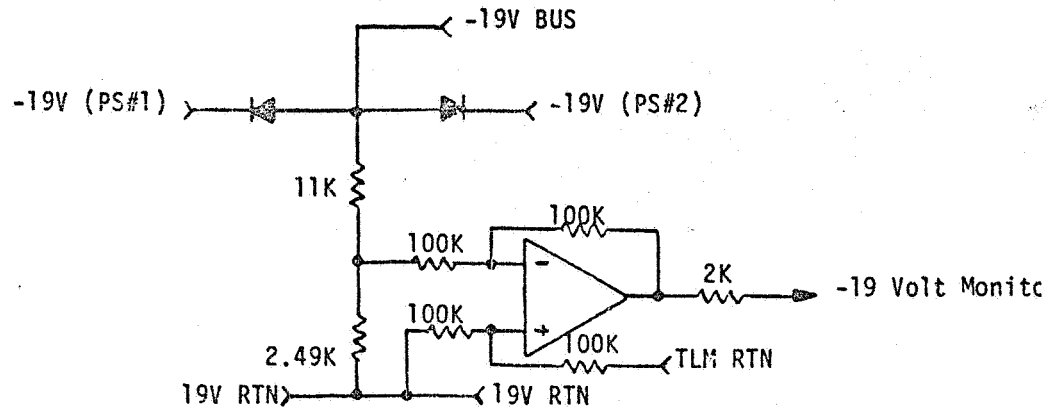 -19V BUS
-19V (PS#1)
-19V (PS#2)
11K
100K
100K
2K
-19 Volt Monitc
100K
100K
TLM RTN
2.49K
19V RTN
19V RTN
-
+